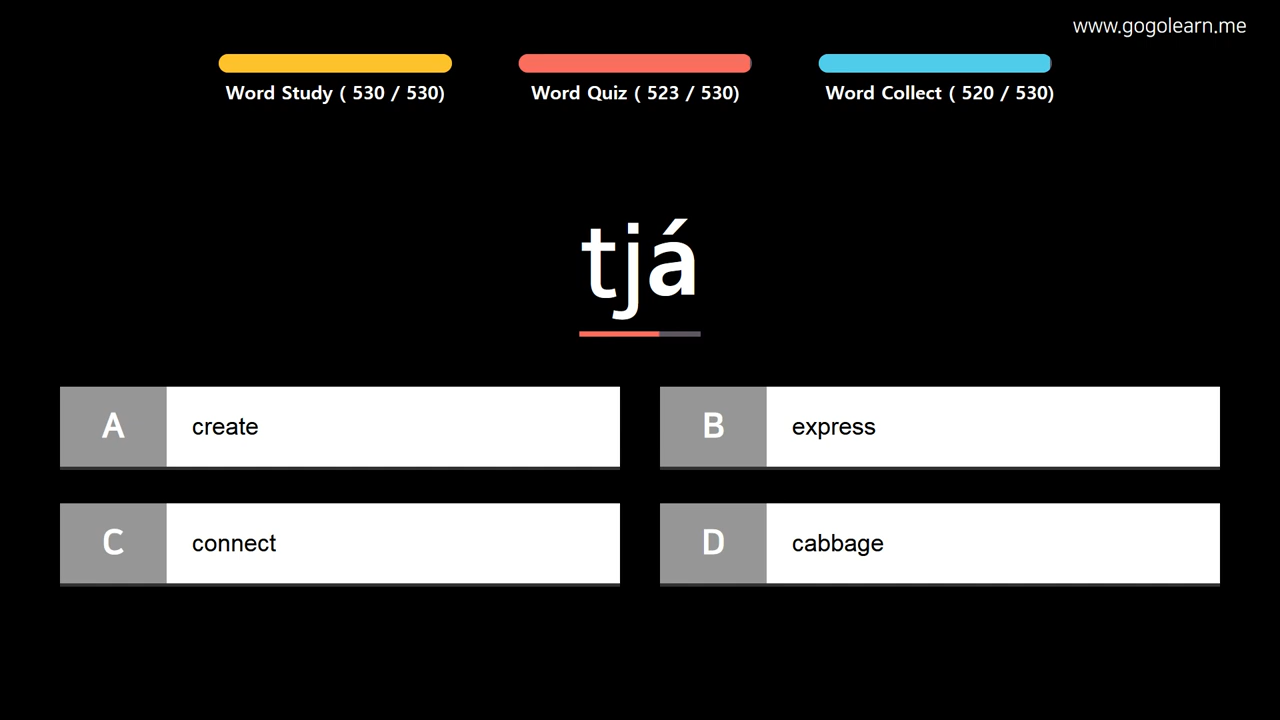 www.gogolearn.me
Word Study ( 530 / 530)
Word Quiz ( 523 / 530)
Word Collect ( 520 / 530)
tjá
A create
B express
C connect
D cabbage